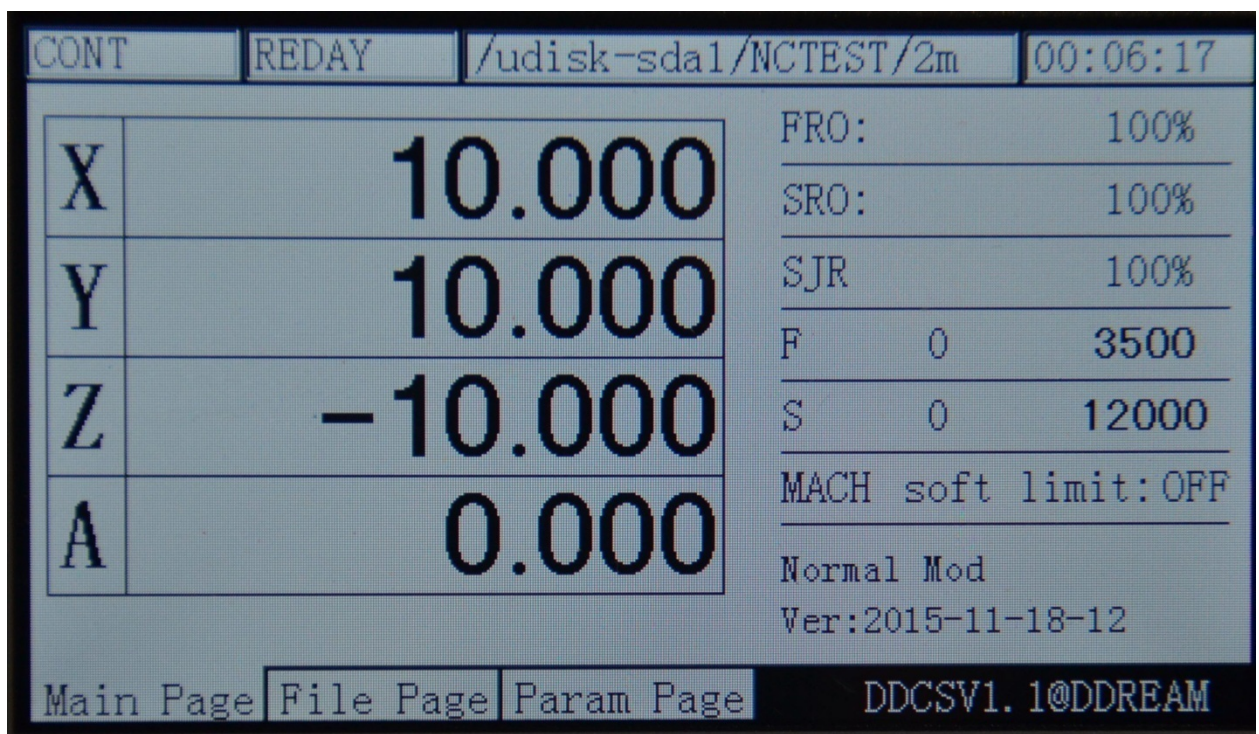 CONT REDAY /udisk-sda1/NCTEST/2m 00:06:17
X 10.000
Y 10.000
Z -10.000
A 0.000
FRO: 100%
SRO: 100%
SJR 100%
F 0 3500
S 0 12000
MACH soft limit:OFF
Normal Mod
Ver:2015-11-18-12
Main Page File Page Param Page DDCSV1.1@DDREAM